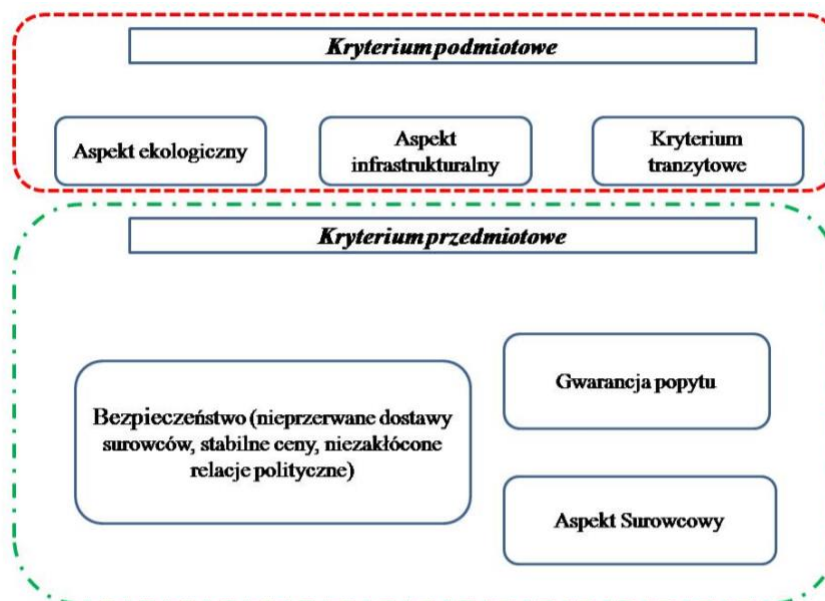 Kryterium podmiotowe
Aspekt ekologiczny
Aspekt
infrastrukturalny
Kryterium
tranzytowe
Kryterium przedmiotowe
Bezpieczeństwo (nieprzerwane dostawy
surowców, stabilne ceny, niezakłócone
relacje polityczne)
Gwarancja popytu
Aspekt Surowcowy